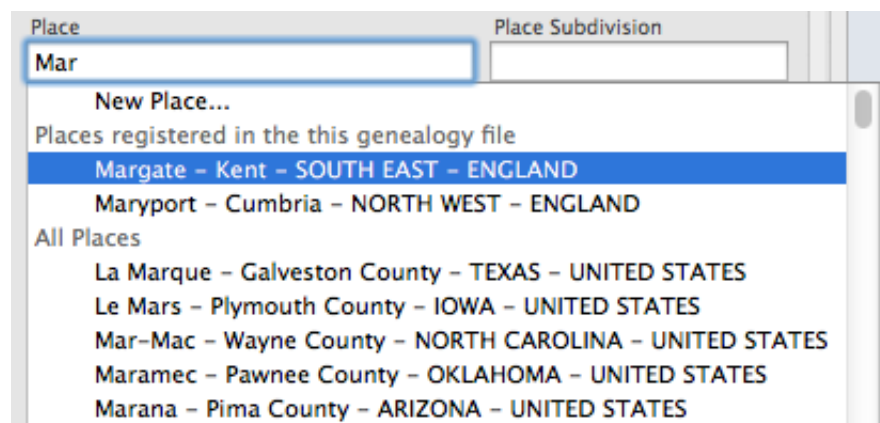 Place Place Subdivision
Mar
New Place...
Places registered in the this genealogy file
Margate – Kent – SOUTH EAST – ENGLAND
Maryport – Cumbria – NORTH WEST – ENGLAND
All Places
La Marque – Galveston County – TEXAS – UNITED STATES
Le Mars – Plymouth County – IOWA – UNITED STATES
Mar–Mac – Wayne County – NORTH CAROLINA – UNITED STATES
Maramec – Pawnee County – OKLAHOMA – UNITED STATES
Marana – Pima County – ARIZONA – UNITED STATES